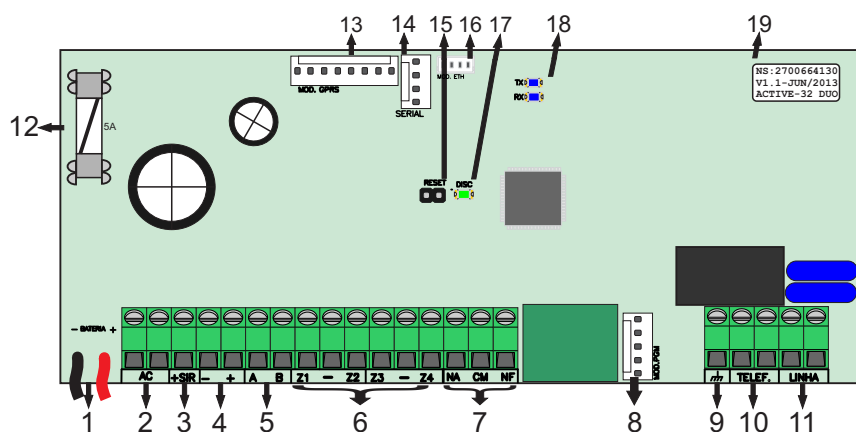 13 14 15 16 17 18 19
MOD. GPRS
SERIAL
MOD. ETH
TX
RX
NS:2700664130
V1.1-JUN/2013
ACTIVE-32 DUO
12
5A
RESET
DISC
- BATERIA +
AC
+SIR
- +
A B
Z1 - Z2 Z3 - Z4
NA CM NF
MOD.PGM
TELEF.
LINHA
1 2 3 4 5 6 7 8 9 10 11